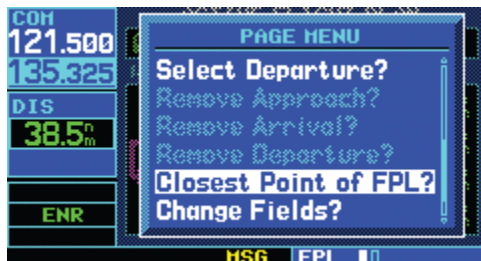 COM
121.500
135.325
DIS
38.5nm
ENR
PAGE MENU
Select Departure?
Remove Approach?
Remove Arrival?
Remove Departure?
Closest Point of FPL?
Change Fields?
MSG FPL